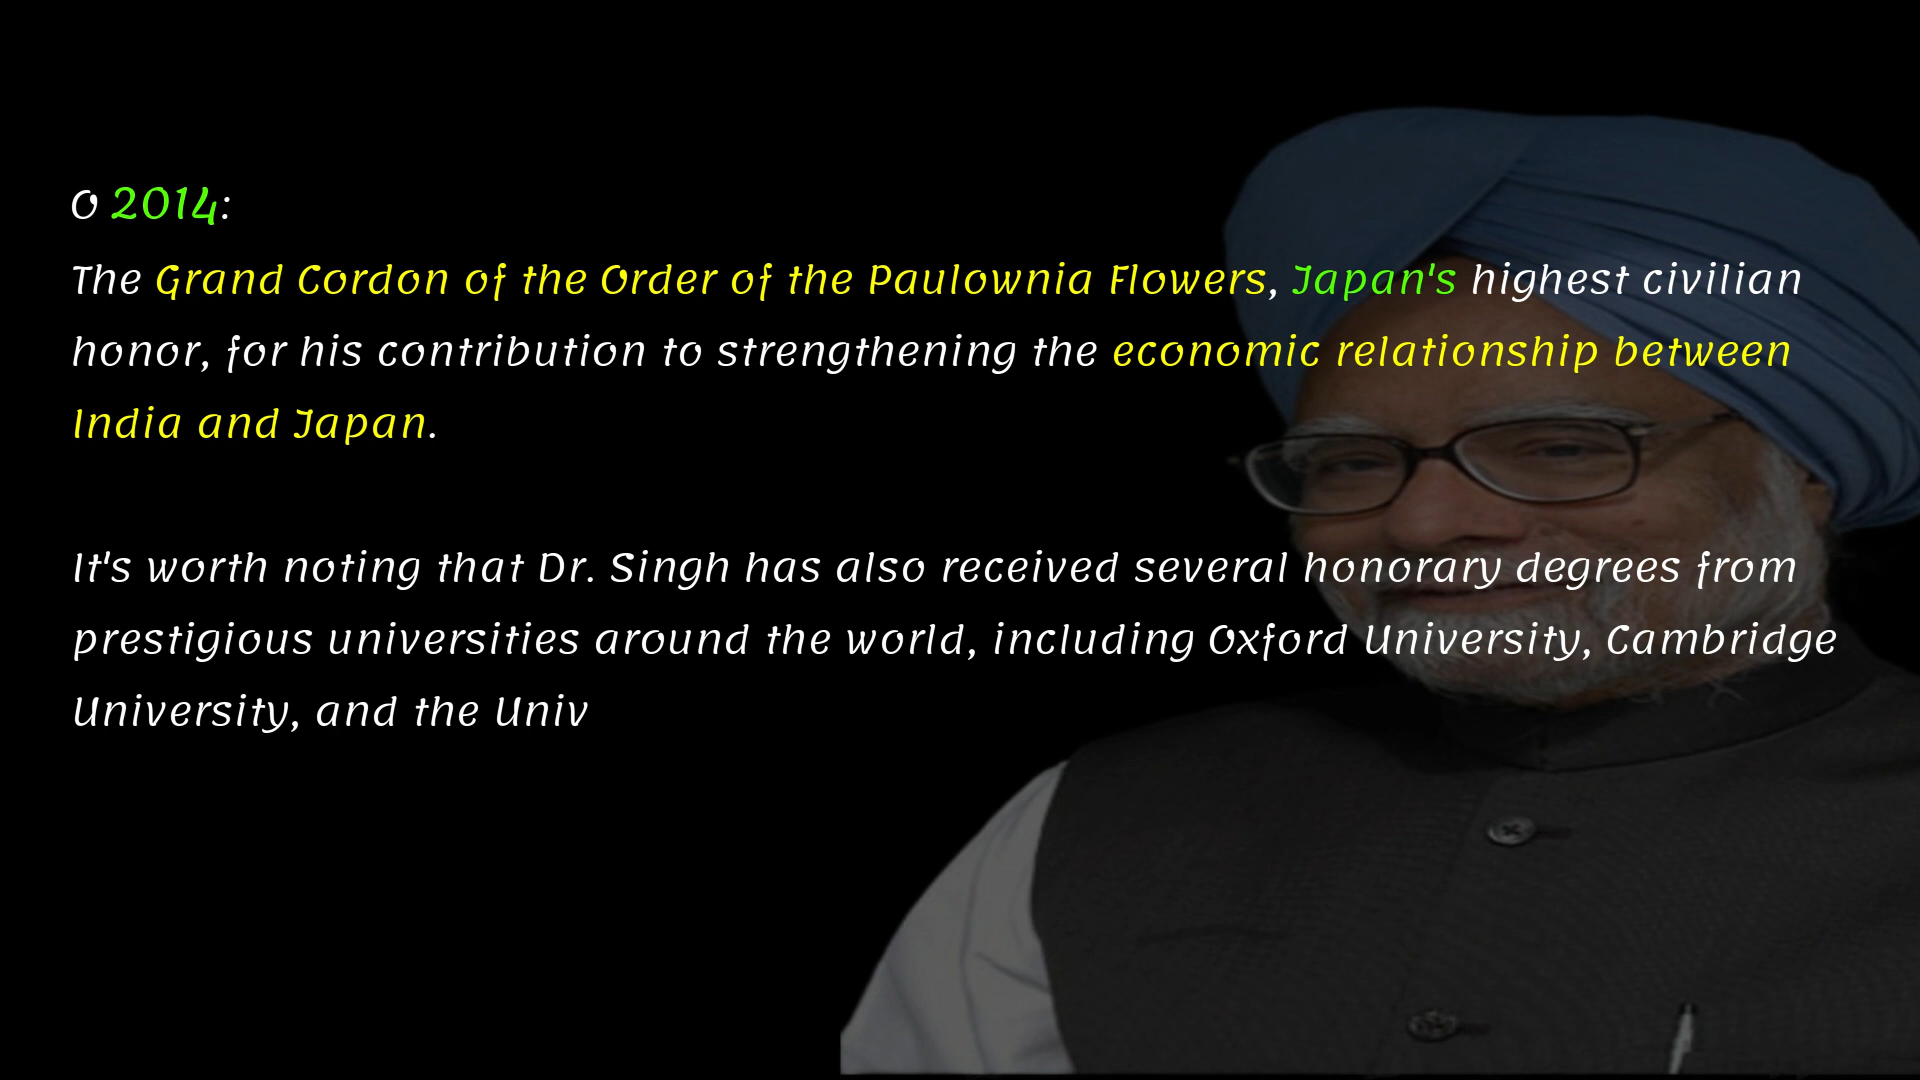 O 2014:
The Grand Cordon of the Order of the Paulownia Flowers, Japan's highest civilian
honor, for his contribution to strengthening the economic relationship between
India and Japan.
It's worth noting that Dr. Singh has also received several honorary degrees from
prestigious universities around the world, including Oxford University, Cambridge
University, and the Univ